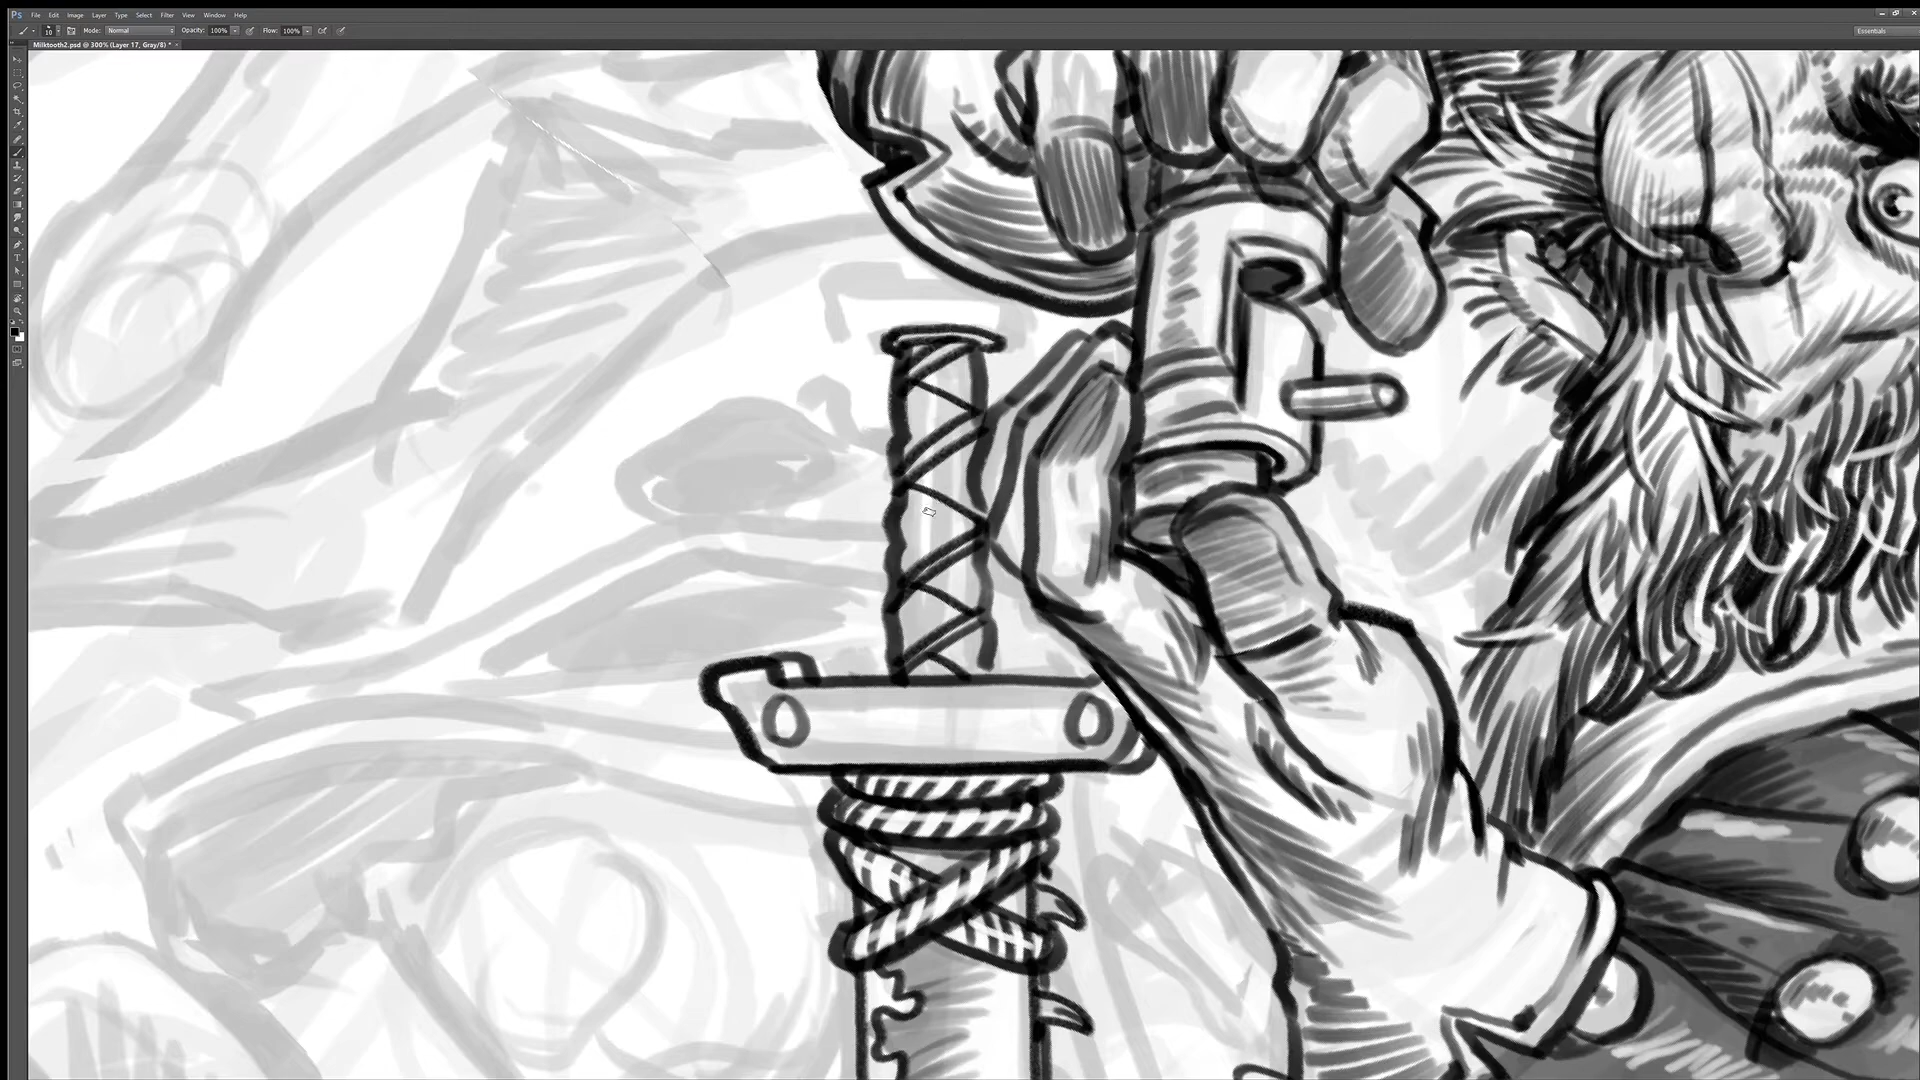 Ps File Edit Image Layer Type Select Filter View Window Help
10 Mode: Normal Opacity: 100% Flow: 100% Essentials
Milktooth2.psd @ 300% (Layer 17, Gray/8) * ×